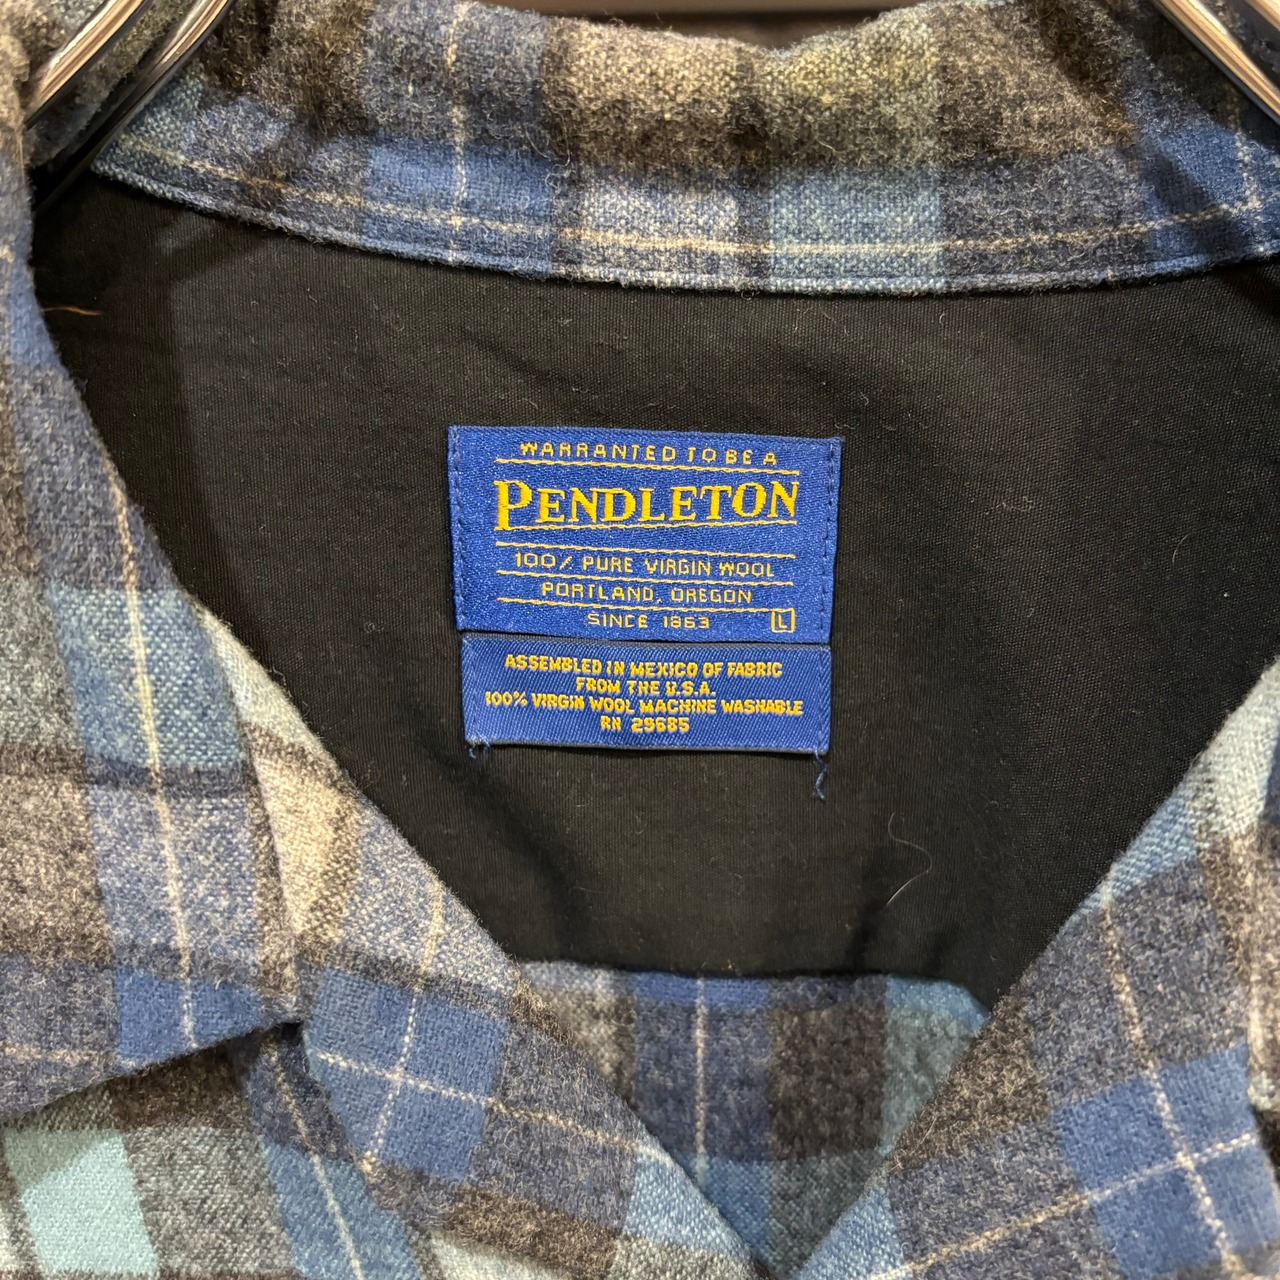 WARRANTED TO BE A
PENDLETON
100% PURE VIRGIN WOOL
PORTLAND, OREGON
SINCE 1863 L
ASSEMBLED IN MEXICO OF FABRIC
FROM THE U.S.A.
100% VIRGIN WOOL MACHINE WASHABLE
RN 29685